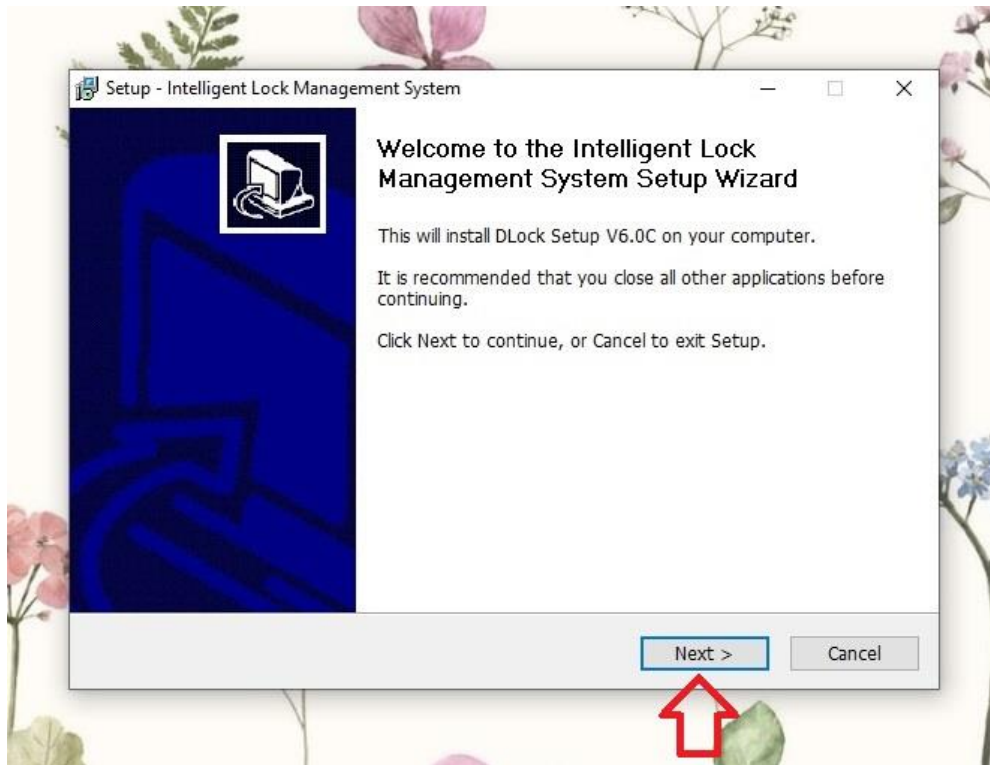 Setup - Intelligent Lock Management System
Welcome to the Intelligent Lock
Management System Setup Wizard
This will install DLock Setup V6.0C on your computer.
It is recommended that you close all other applications before
continuing.
Click Next to continue, or Cancel to exit Setup.
Next >
Cancel